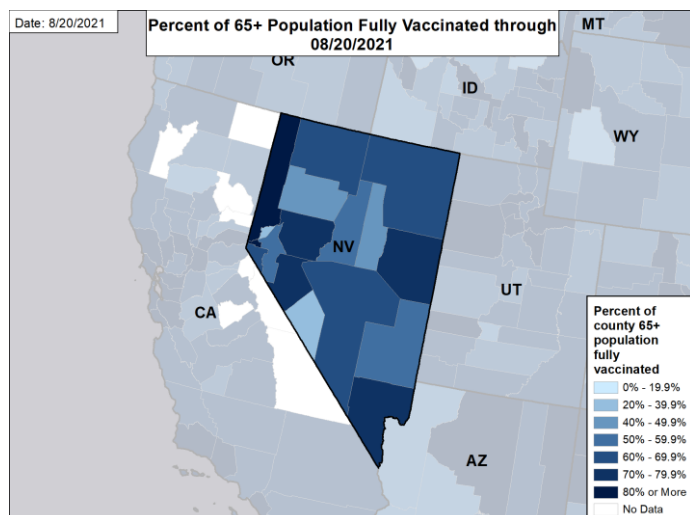 Date: 8/20/2021
Percent of 65+ Population Fully Vaccinated through
08/20/2021
MT
OR
ID
WY
NV
UT
CA
AZ
Percent of
county 65+
population
fully
vaccinated
0% - 19.9%
20% - 39.9%
40% - 49.9%
50% - 59.9%
60% - 69.9%
70% - 79.9%
80% or More
No Data